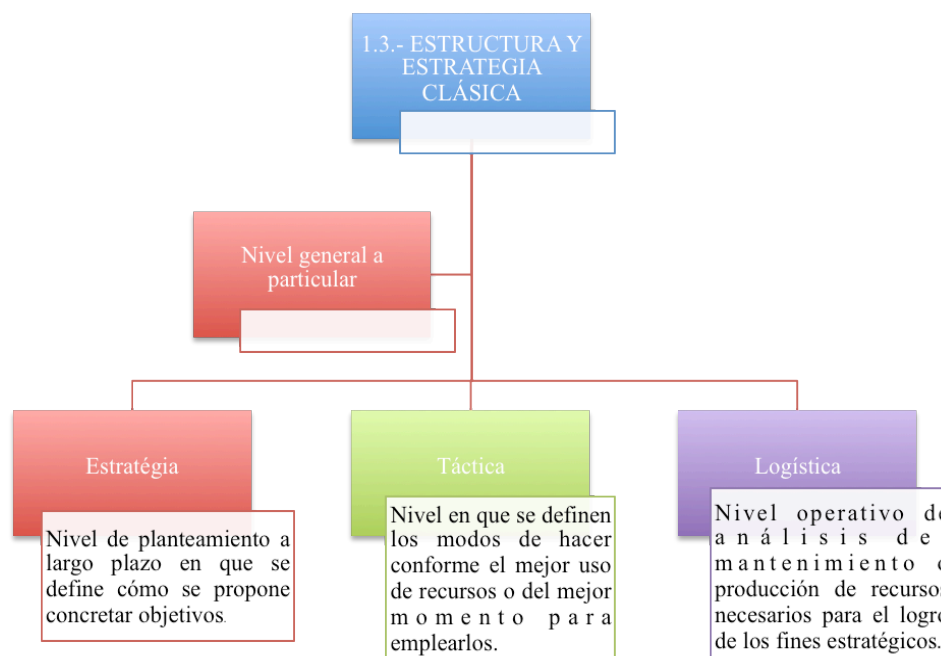 1.3.- ESTRUCTURA Y
ESTRATEGIA
CLÁSICA
Nivel general a
particular
Estratégia
Nivel de planteamiento a
largo plazo en que se
define cómo se propone
concretar objetivos.
Táctica
Nivel en que se definen
los modos de hacer
conforme el mejor uso
de recursos o del mejor
momento para
emplearlos.
Logística
Nivel operativo de
análisis de
mantenimiento o
producción de recursos
necesarios para el logro
de los fines estratégicos.